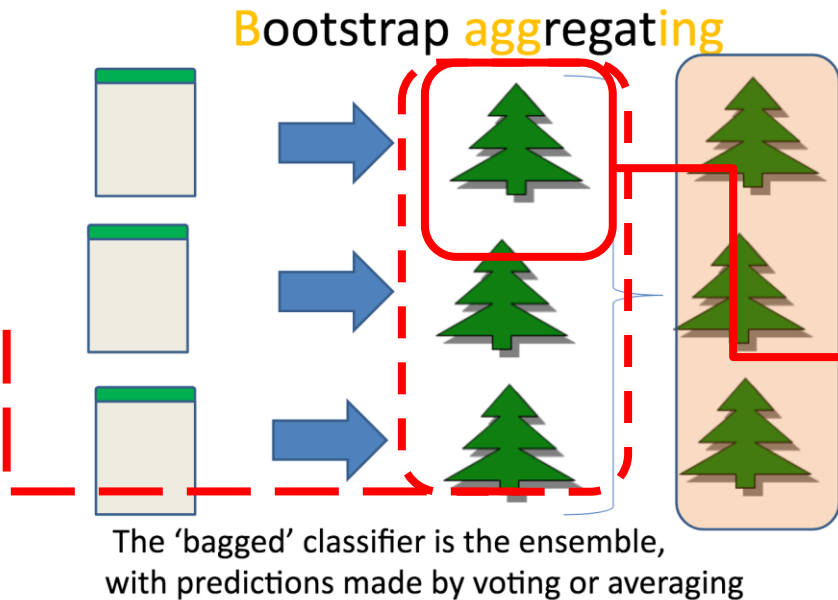 Bootstrap aggregating
The ‘bagged’ classifier is the ensemble,
with predictions made by voting or averaging